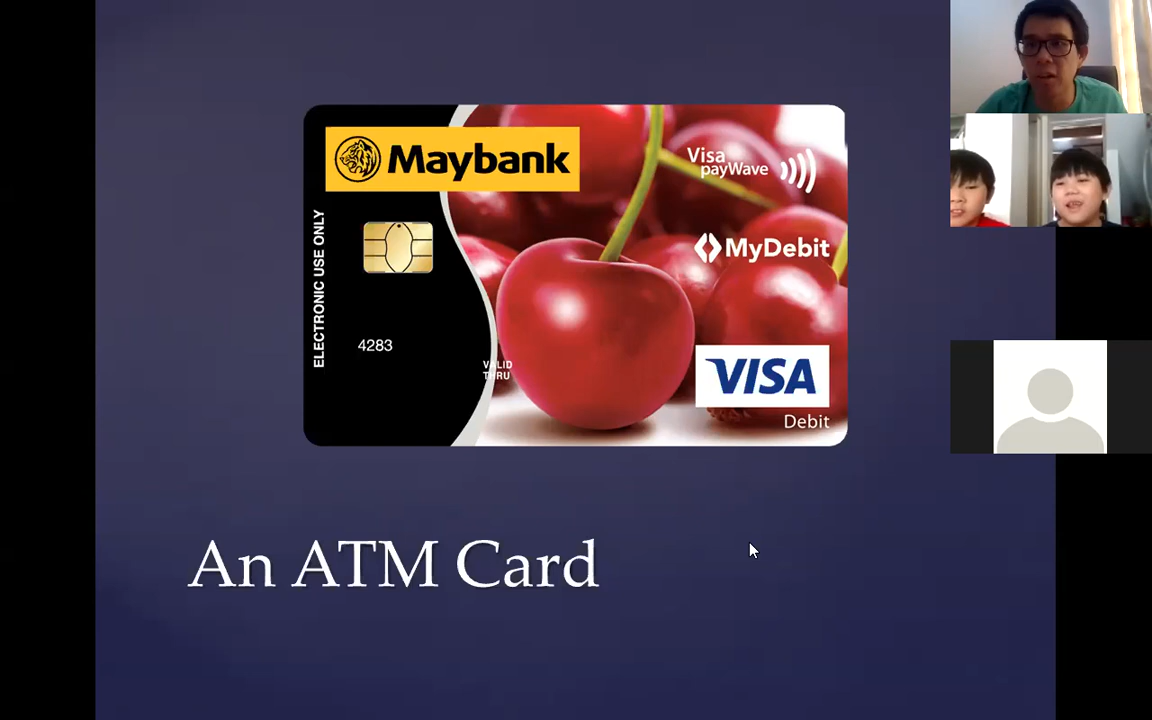 Maybank
Visa
payWave
MyDebit
ELECTRONIC USE ONLY
4283
VALID
THRU
VISA
Debit
An ATM Card